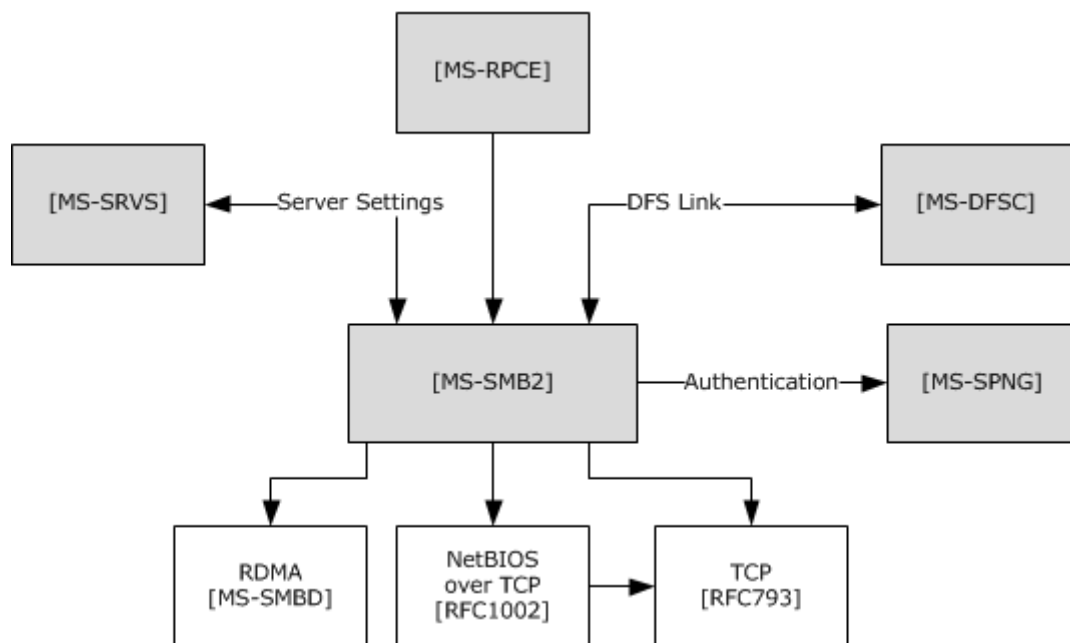 [MS-RPCE]
[MS-SRVS]
Server Settings
DFS Link
[MS-DFSC]
[MS-SMB2]
Authentication
[MS-SPNG]
RDMA
[MS-SMBD]
NetBIOS
over TCP
[RFC1002]
TCP
[RFC793]